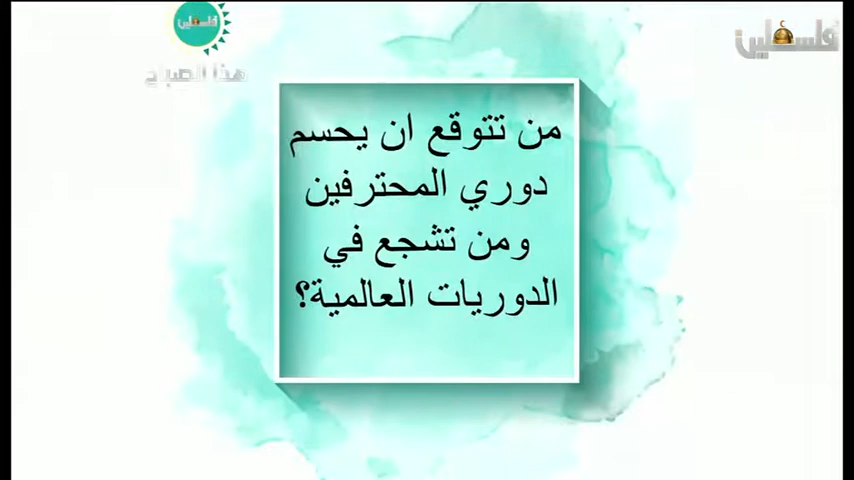 فلسطين
فلسطين
هذا الصباح
من تتوقع ان يحسم
دوري المحترفين
ومن تشجع في
الدوريات العالمية؟